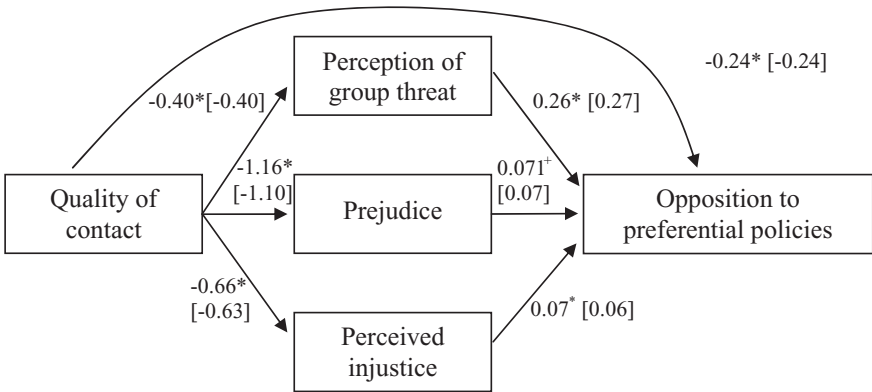 Perception of
group threat
-0.24* [-0.24]
-0.40*[-0.40]
0.26* [0.27]
-1.16*
[-1.10]
0.071+
[0.07]
Quality of
contact
Prejudice
Opposition to
preferential policies
-0.66*
[-0.63]
0.07* [0.06]
Perceived
injustice